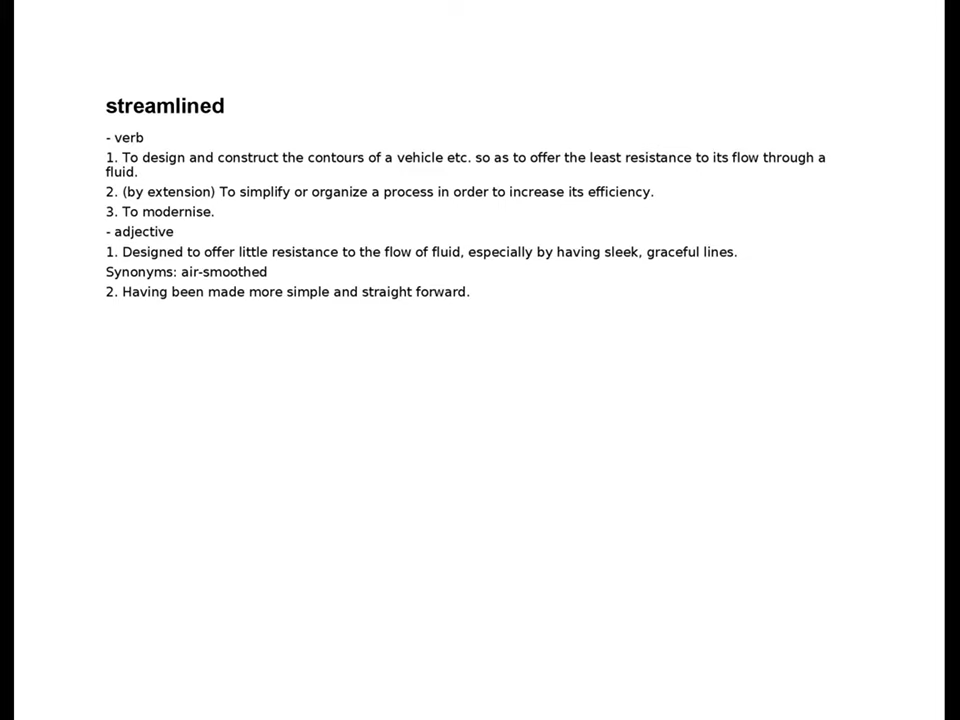 streamlined
- verb
1. To design and construct the contours of a vehicle etc. so as to offer the least resistance to its flow through a
fluid.
2. (by extension) To simplify or organize a process in order to increase its efficiency.
3. To modernise.
- adjective
1. Designed to offer little resistance to the flow of fluid, especially by having sleek, graceful lines.
Synonyms: air-smoothed
2. Having been made more simple and straight forward.